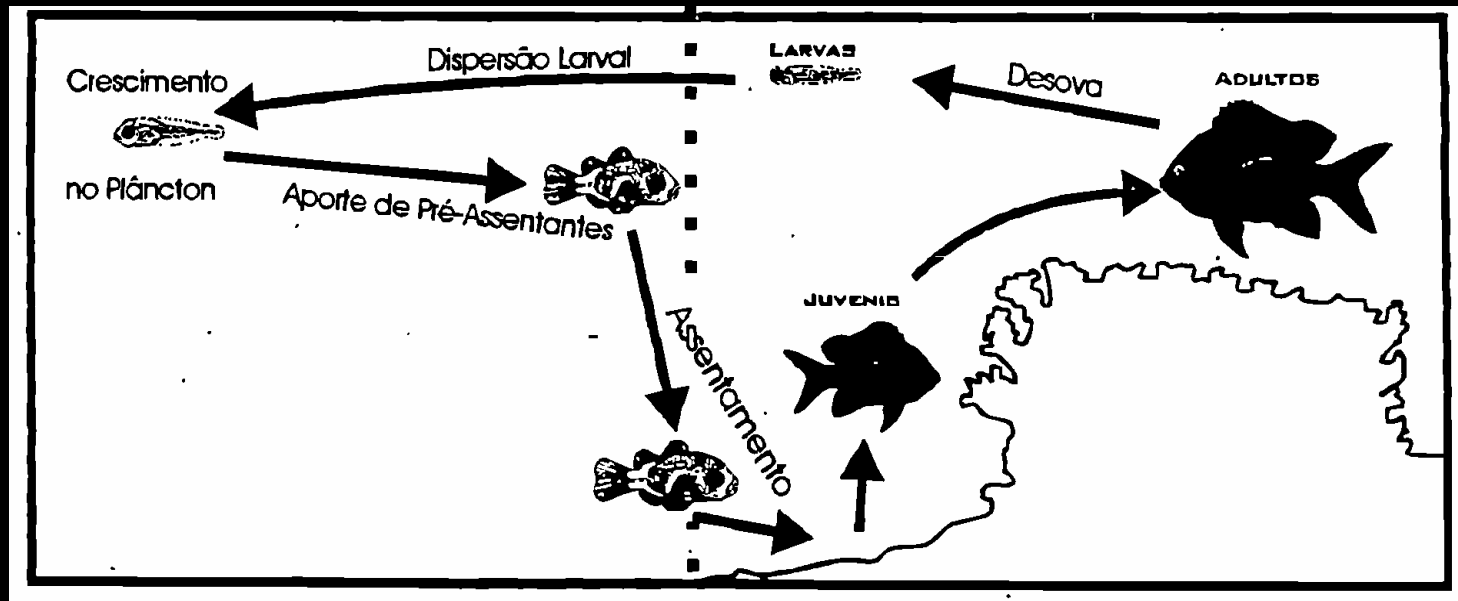 Dispersão Larval
LARVAS
Desova
ADULTOS
Crescimento
no Plâncton
Aporte de Pré-Assentantes
Assentamento
JUVENIS